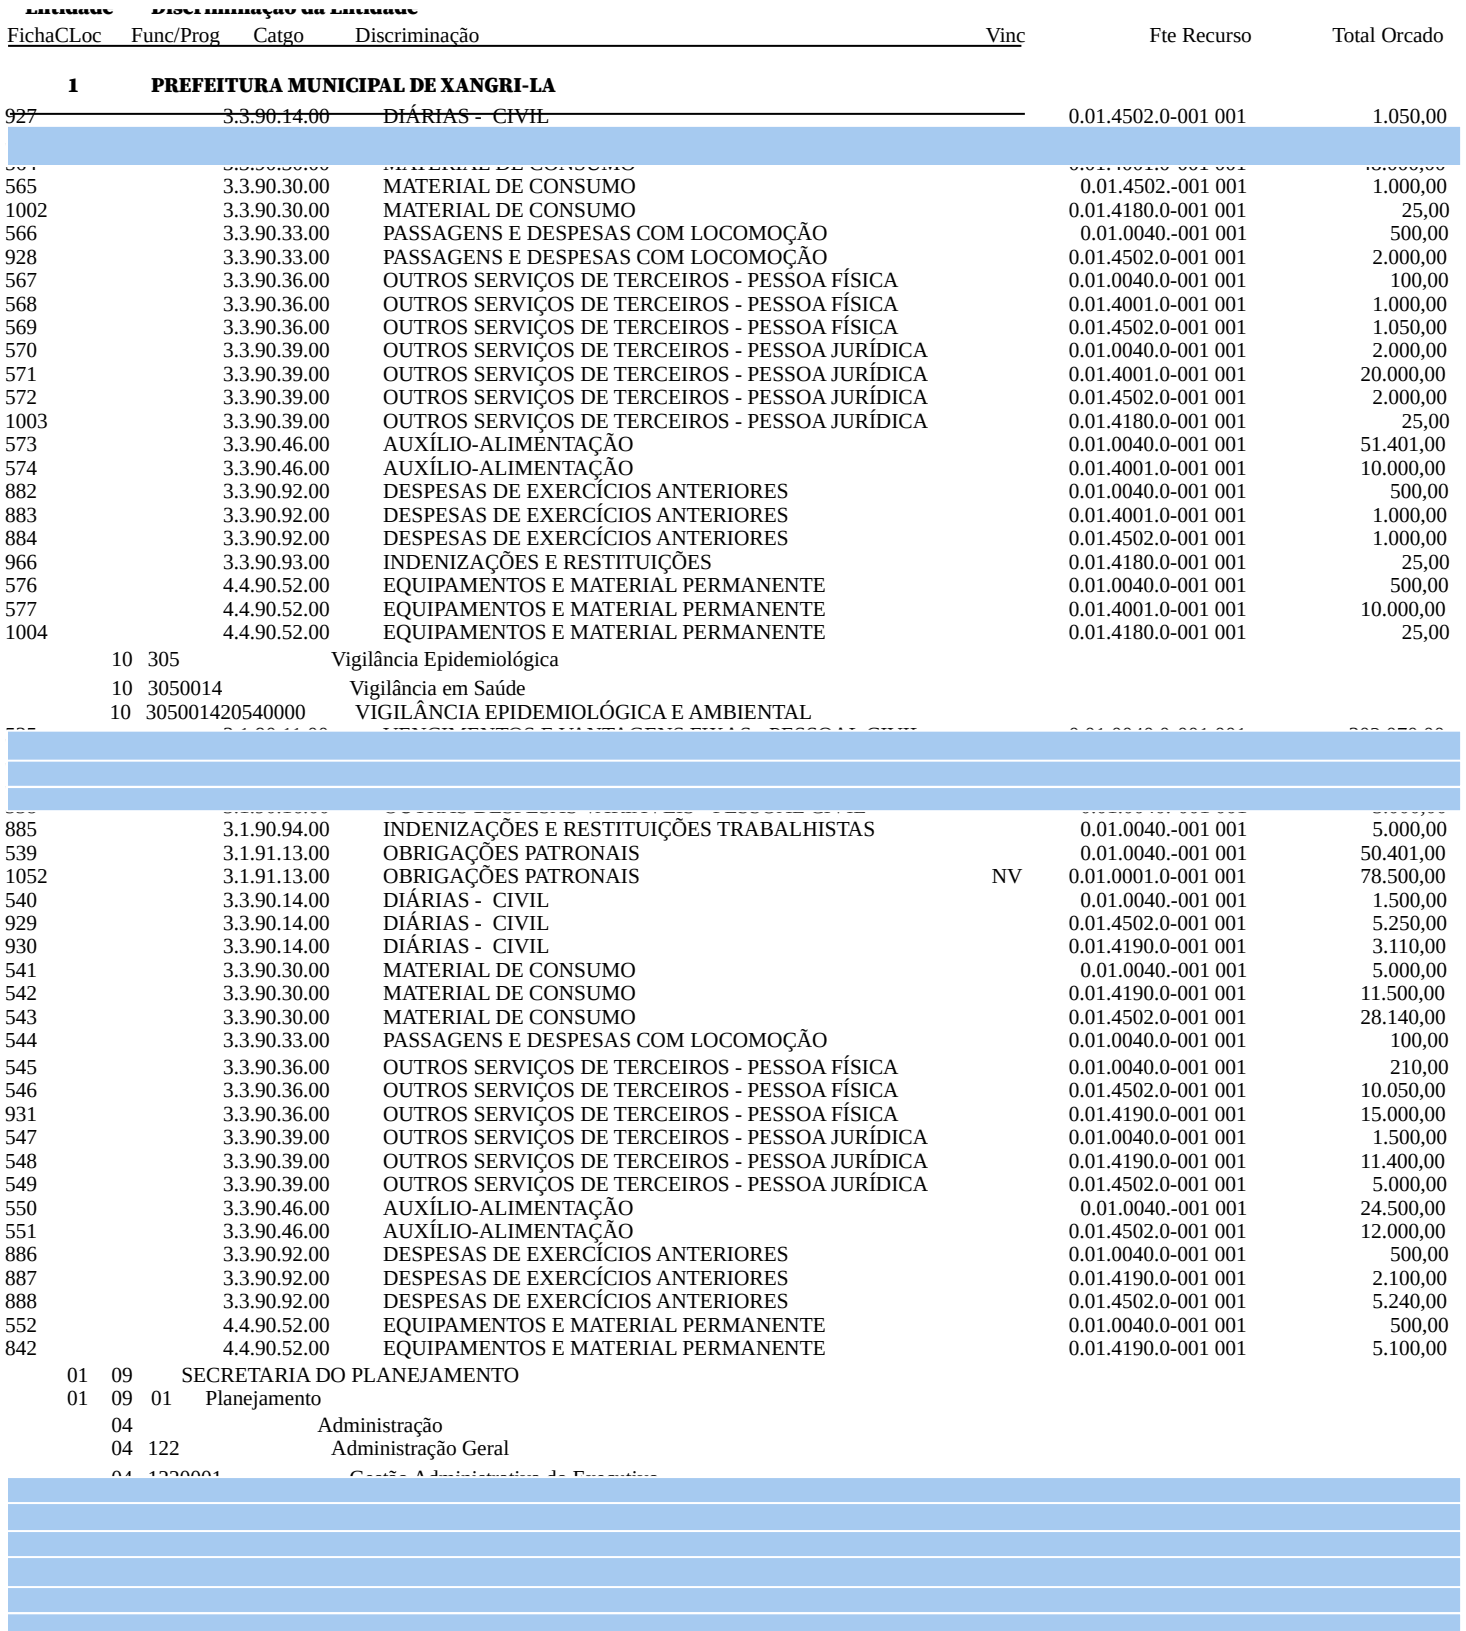 Entidade Discriminação da Entidade
FichaCLoc Func/Prog Catgo Discriminação Vinc Fte Recurso Total Orcado
1 PREFEITURA MUNICIPAL DE XANGRI-LA
927 3.3.90.14.00 DIÁRIAS - CIVIL 0.01.4502.0-001 001 1.050,00
565 3.3.90.30.00 MATERIAL DE CONSUMO 0.01.4502.-001 001 1.000,00
1002 3.3.90.30.00 MATERIAL DE CONSUMO 0.01.4180.0-001 001 25,00
566 3.3.90.33.00 PASSAGENS E DESPESAS COM LOCOMOÇÃO 0.01.0040.-001 001 500,00
928 3.3.90.33.00 PASSAGENS E DESPESAS COM LOCOMOÇÃO 0.01.4502.0-001 001 2.000,00
567 3.3.90.36.00 OUTROS SERVIÇOS DE TERCEIROS - PESSOA FÍSICA 0.01.0040.0-001 001 100,00
568 3.3.90.36.00 OUTROS SERVIÇOS DE TERCEIROS - PESSOA FÍSICA 0.01.4001.0-001 001 1.000,00
569 3.3.90.36.00 OUTROS SERVIÇOS DE TERCEIROS - PESSOA FÍSICA 0.01.4502.0-001 001 1.050,00
570 3.3.90.39.00 OUTROS SERVIÇOS DE TERCEIROS - PESSOA JURÍDICA 0.01.0040.0-001 001 2.000,00
571 3.3.90.39.00 OUTROS SERVIÇOS DE TERCEIROS - PESSOA JURÍDICA 0.01.4001.0-001 001 20.000,00
572 3.3.90.39.00 OUTROS SERVIÇOS DE TERCEIROS - PESSOA JURÍDICA 0.01.4502.0-001 001 2.000,00
1003 3.3.90.39.00 OUTROS SERVIÇOS DE TERCEIROS - PESSOA JURÍDICA 0.01.4180.0-001 001 25,00
573 3.3.90.46.00 AUXÍLIO-ALIMENTAÇÃO 0.01.0040.0-001 001 51.401,00
574 3.3.90.46.00 AUXÍLIO-ALIMENTAÇÃO 0.01.4001.0-001 001 10.000,00
882 3.3.90.92.00 DESPESAS DE EXERCÍCIOS ANTERIORES 0.01.0040.0-001 001 500,00
883 3.3.90.92.00 DESPESAS DE EXERCÍCIOS ANTERIORES 0.01.4001.0-001 001 1.000,00
884 3.3.90.92.00 DESPESAS DE EXERCÍCIOS ANTERIORES 0.01.4502.0-001 001 1.000,00
966 3.3.90.93.00 INDENIZAÇÕES E RESTITUIÇÕES 0.01.4180.0-001 001 25,00
576 4.4.90.52.00 EQUIPAMENTOS E MATERIAL PERMANENTE 0.01.0040.0-001 001 500,00
577 4.4.90.52.00 EQUIPAMENTOS E MATERIAL PERMANENTE 0.01.4001.0-001 001 10.000,00
1004 4.4.90.52.00 EQUIPAMENTOS E MATERIAL PERMANENTE 0.01.4180.0-001 001 25,00
10 305 Vigilância Epidemiológica
10 3050014 Vigilância em Saúde
10 305001420540000 VIGILÂNCIA EPIDEMIOLÓGICA E AMBIENTAL
885 3.1.90.94.00 INDENIZAÇÕES E RESTITUIÇÕES TRABALHISTAS 0.01.0040.-001 001 5.000,00
539 3.1.91.13.00 OBRIGAÇÕES PATRONAIS 0.01.0040.-001 001 50.401,00
1052 3.1.91.13.00 OBRIGAÇÕES PATRONAIS NV 0.01.0001.0-001 001 78.500,00
540 3.3.90.14.00 DIÁRIAS - CIVIL 0.01.0040.-001 001 1.500,00
929 3.3.90.14.00 DIÁRIAS - CIVIL 0.01.4502.0-001 001 5.250,00
930 3.3.90.14.00 DIÁRIAS - CIVIL 0.01.4190.0-001 001 3.110,00
541 3.3.90.30.00 MATERIAL DE CONSUMO 0.01.0040.-001 001 5.000,00
542 3.3.90.30.00 MATERIAL DE CONSUMO 0.01.4190.0-001 001 11.500,00
543 3.3.90.30.00 MATERIAL DE CONSUMO 0.01.4502.0-001 001 28.140,00
544 3.3.90.33.00 PASSAGENS E DESPESAS COM LOCOMOÇÃO 0.01.0040.0-001 001 100,00
545 3.3.90.36.00 OUTROS SERVIÇOS DE TERCEIROS - PESSOA FÍSICA 0.01.0040.0-001 001 210,00
546 3.3.90.36.00 OUTROS SERVIÇOS DE TERCEIROS - PESSOA FÍSICA 0.01.4502.0-001 001 10.050,00
931 3.3.90.36.00 OUTROS SERVIÇOS DE TERCEIROS - PESSOA FÍSICA 0.01.4190.0-001 001 15.000,00
547 3.3.90.39.00 OUTROS SERVIÇOS DE TERCEIROS - PESSOA JURÍDICA 0.01.0040.0-001 001 1.500,00
548 3.3.90.39.00 OUTROS SERVIÇOS DE TERCEIROS - PESSOA JURÍDICA 0.01.4190.0-001 001 11.400,00
549 3.3.90.39.00 OUTROS SERVIÇOS DE TERCEIROS - PESSOA JURÍDICA 0.01.4502.0-001 001 5.000,00
550 3.3.90.46.00 AUXÍLIO-ALIMENTAÇÃO 0.01.0040.-001 001 24.500,00
551 3.3.90.46.00 AUXÍLIO-ALIMENTAÇÃO 0.01.4502.0-001 001 12.000,00
886 3.3.90.92.00 DESPESAS DE EXERCÍCIOS ANTERIORES 0.01.0040.0-001 001 500,00
887 3.3.90.92.00 DESPESAS DE EXERCÍCIOS ANTERIORES 0.01.4190.0-001 001 2.100,00
888 3.3.90.92.00 DESPESAS DE EXERCÍCIOS ANTERIORES 0.01.4502.0-001 001 5.240,00
552 4.4.90.52.00 EQUIPAMENTOS E MATERIAL PERMANENTE 0.01.0040.0-001 001 500,00
842 4.4.90.52.00 EQUIPAMENTOS E MATERIAL PERMANENTE 0.01.4190.0-001 001 5.100,00
01 09 SECRETARIA DO PLANEJAMENTO
01 09 01 Planejamento
04 Administração
04 122 Administração Geral